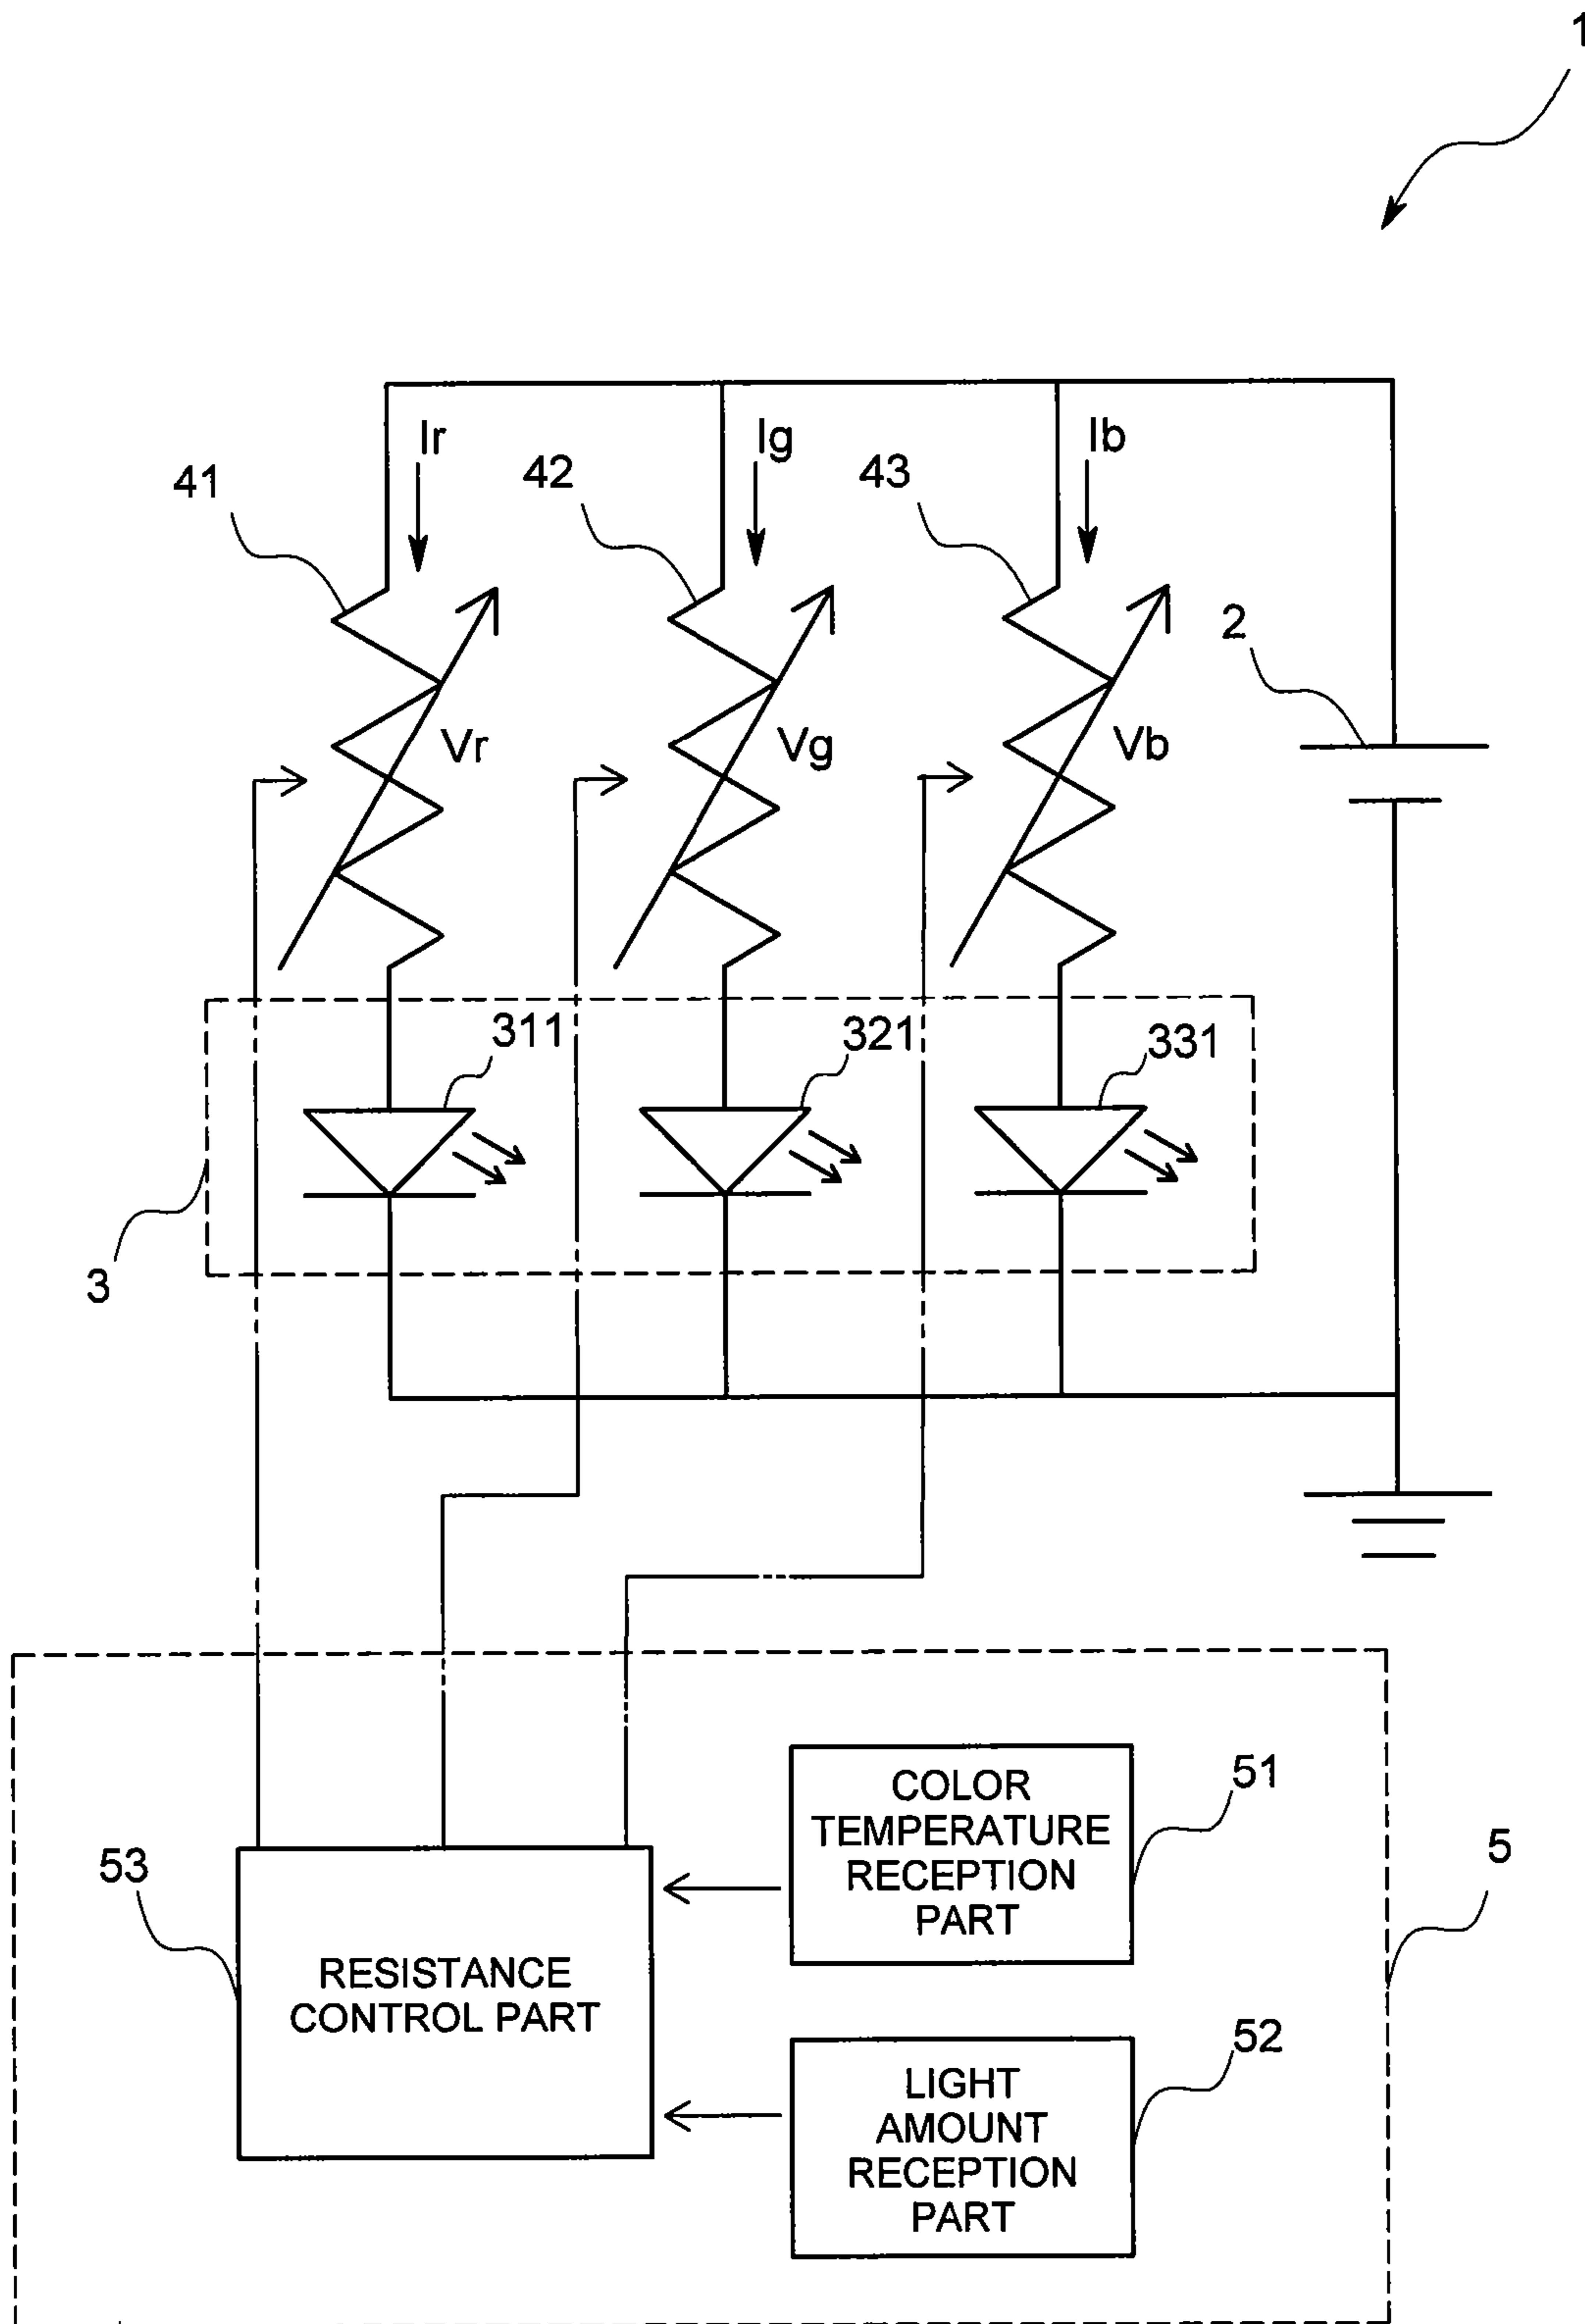 1
Ir
Ig
Ib
41
42
43
2
Vr
Vg
Vb
311
321
331
3
COLOR
TEMPERATURE
RECEPTION
PART
51
5
53
RESISTANCE
CONTROL PART
52
LIGHT
AMOUNT
RECEPTION
PART